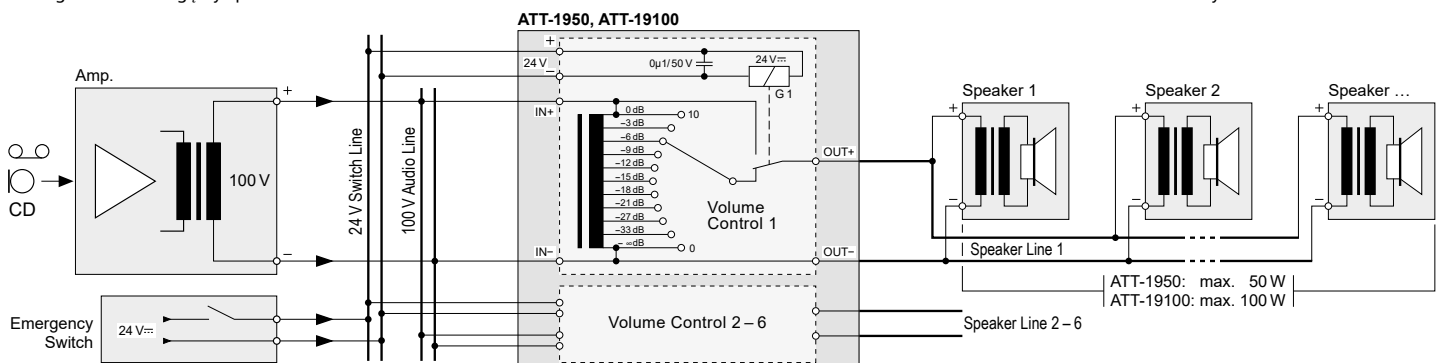 ATT-1950, ATT-19100
Amp.
+
100 V
–
CD
24 V Switch Line
100 V Audio Line
+
24 V
–
0µ1/50 V
24 V⎓
G 1
IN+
0 dB
10
–3 dB
–6 dB
–9 dB
–12 dB
–15 dB
–18 dB
–21 dB
–27 dB
–33 dB
– ∞dB
0
IN–
Volume
Control 1
OUT+
OUT–
Speaker 1
+
–
Speaker 2
+
–
Speaker …
+
–
Speaker Line 1
ATT-1950: max. 50 W
ATT-19100: max. 100 W
Emergency
Switch
24 V⎓
Volume Control 2 – 6
Speaker Line 2 – 6